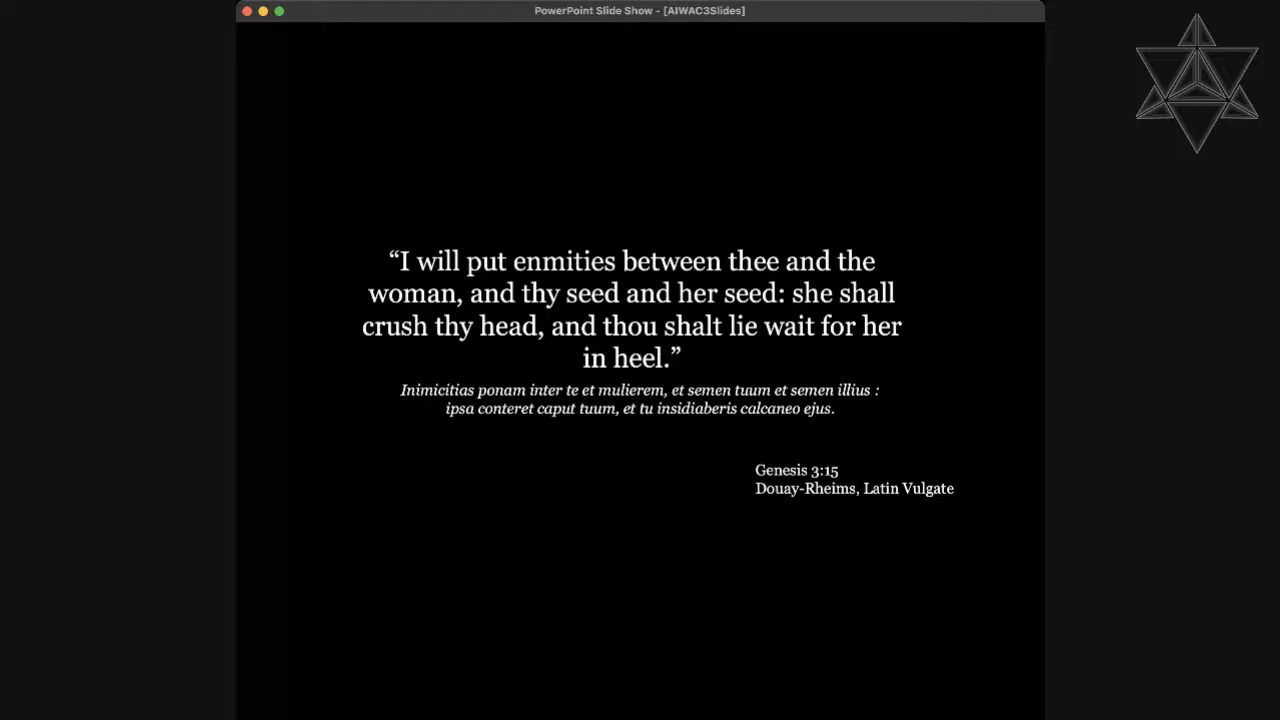 PowerPoint Slide Show - [AIWAC3Slides]
“I will put enmities between thee and the
woman, and thy seed and her seed: she shall
crush thy head, and thou shalt lie wait for her
in heel.”
Inimicitias ponam inter te et mulierem, et semen tuum et semen illius :
ipsa conteret caput tuum, et tu insidiaberis calcaneo ejus.
Genesis 3:15
Douay-Rheims, Latin Vulgate